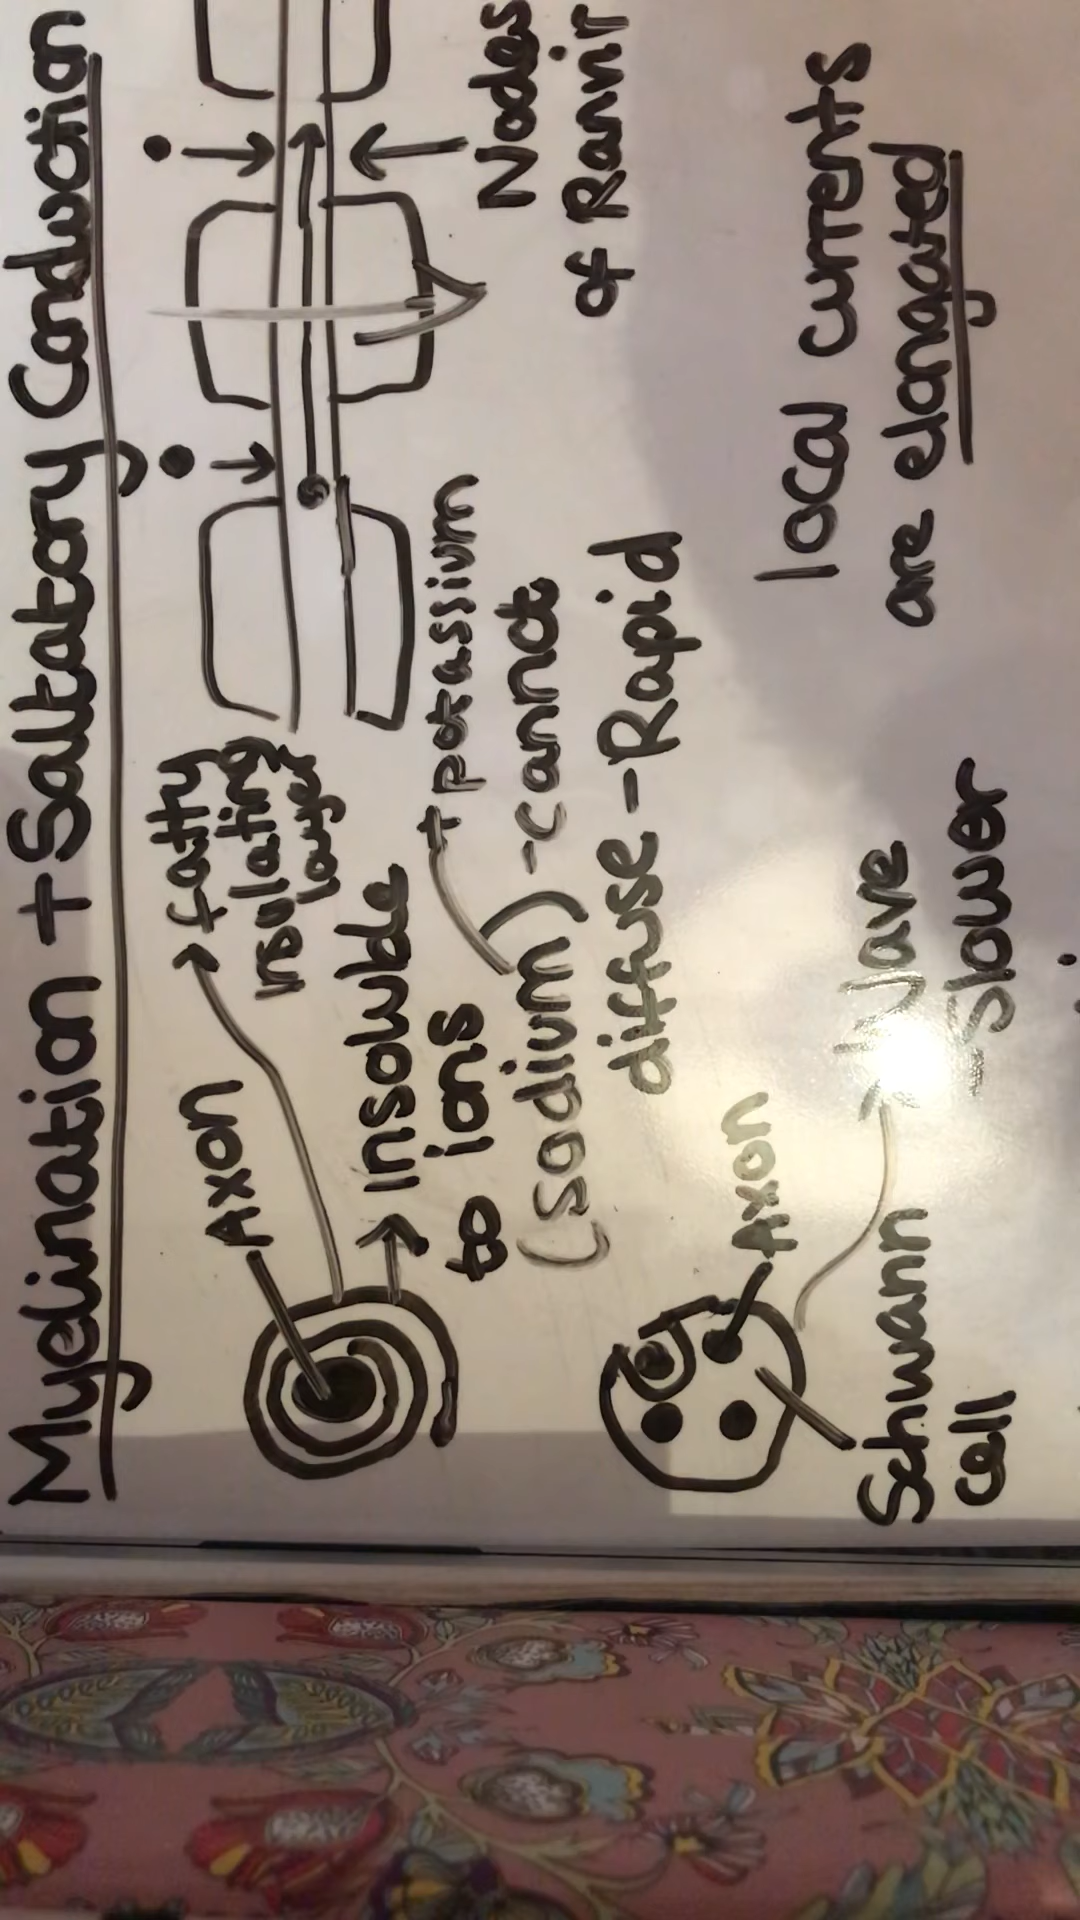 Myelination + Saltatory Conduction
Axon
fatty
insulating
layer
insoluble
to ions
+ potassium
(sodium) - cannot
diffuse - Rapid
Nodes
of Ranvir
Axon
Schwann
cell
Wave
- Slower
local currents
are elongated